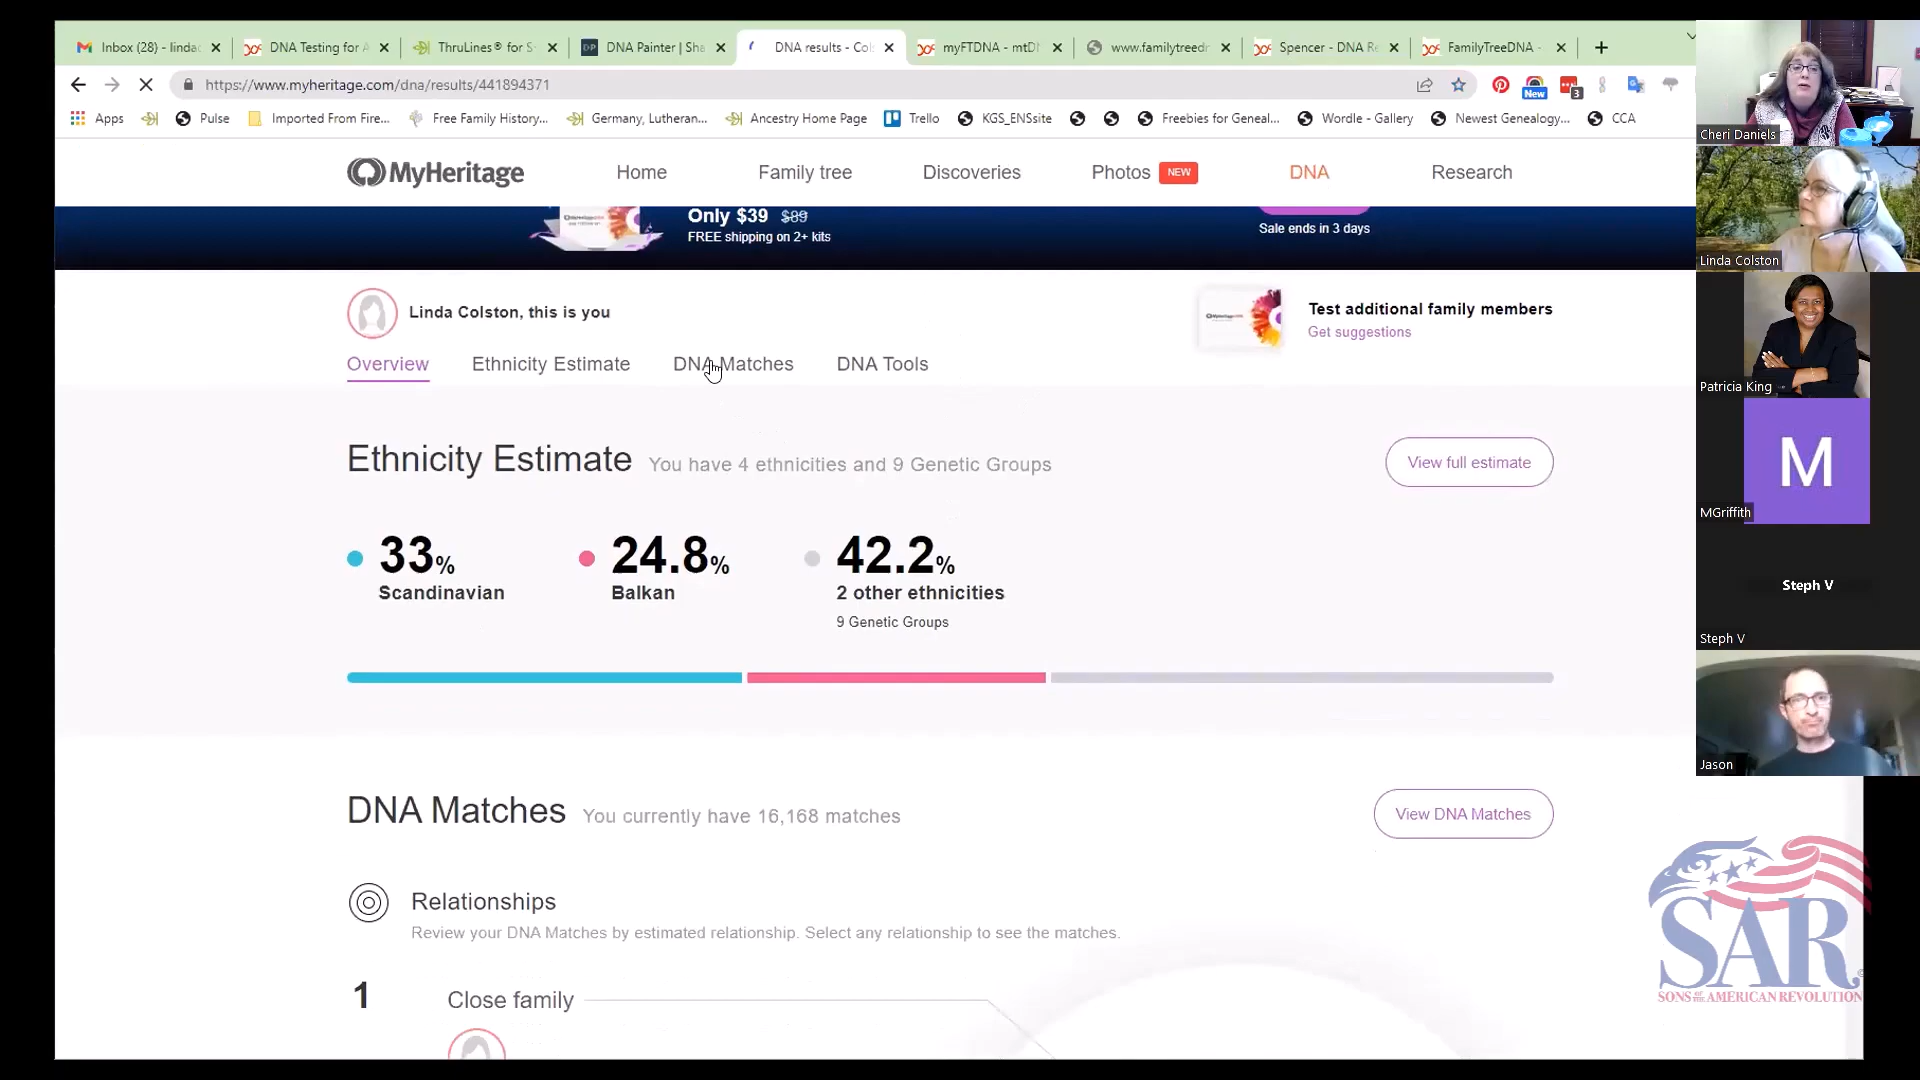 Inbox (28) - linda
DNA Testing for A
ThruLines® for S
DNA Painter | Sha
DNA results - Col
myFTDNA - mtDN
www.familytreedn
Spencer - DNA Re
FamilyTreeDNA -
https://www.myheritage.com/dna/results/441894371
New
3
Apps
Pulse
Imported From Fire...
Free Family History...
Germany, Lutheran...
Ancestry Home Page
Trello
KGS_ENSsite
Freebies for Geneal...
Wordle - Gallery
Newest Genealogy...
CCA
MyHeritage
Home
Family tree
Discoveries
Photos NEW
DNA
Research
Only $39 $89
FREE shipping on 2+ kits
Sale ends in 3 days
Linda Colston, this is you
Test additional family members
Get suggestions
Overview
Ethnicity Estimate
DNA Matches
DNA Tools
Ethnicity Estimate You have 4 ethnicities and 9 Genetic Groups
View full estimate
33%
Scandinavian
24.8%
Balkan
42.2%
2 other ethnicities
9 Genetic Groups
DNA Matches You currently have 16,168 matches
View DNA Matches
Relationships
Review your DNA Matches by estimated relationship. Select any relationship to see the matches.
1 Close family
Cheri Daniels
Linda Colston
Patricia King
M
MGriffith
Steph V
Steph V
Jason
SAR
SONS OF THE AMERICAN REVOLUTION